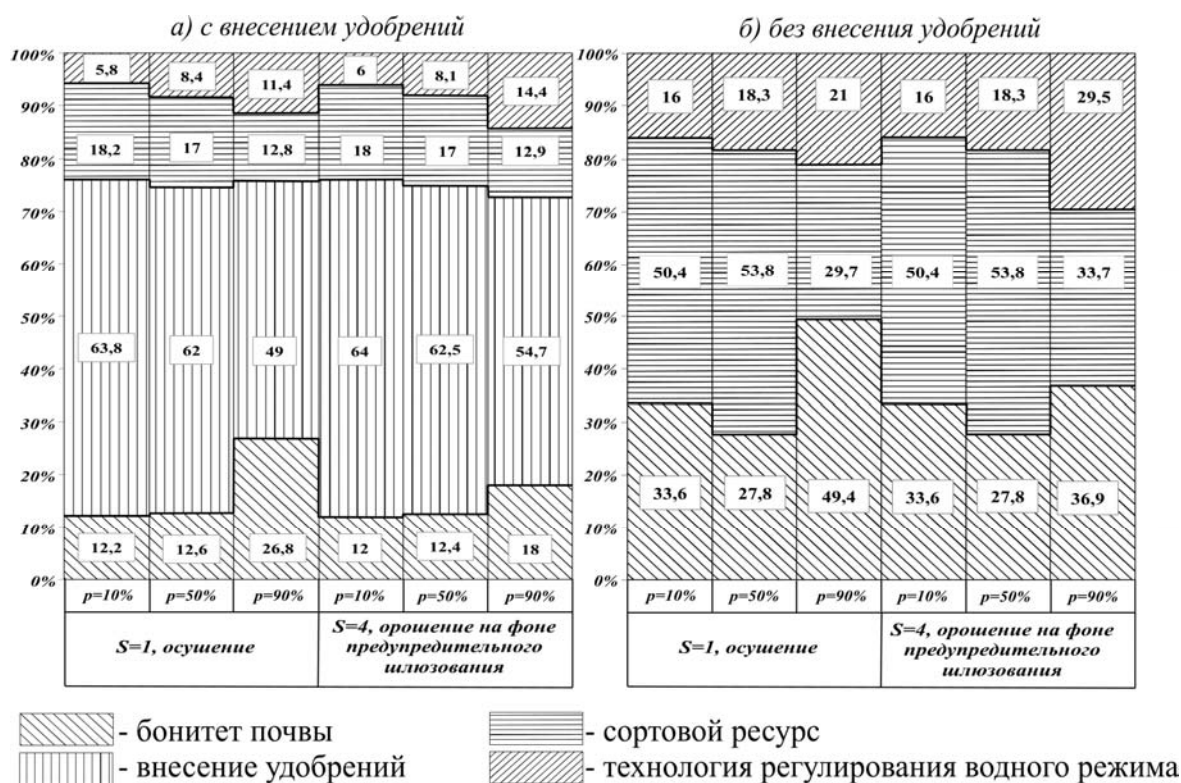 а) с внесением удобрений
100%
90%
80%
70%
60%
50%
40%
30%
20%
10%
0%
5,8 8,4 11,4 6 8,1 14,4
18,2 17 12,8 18 17 12,9
63,8 62 49 64 62,5 54,7
12,2 12,6 26,8 12 12,4 18
p=10% p=50% p=90% p=10% p=50% p=90%
S=1, осушение
S=4, орошение на фоне
предупредительного
шлюзования
б) без внесения удобрений
100%
90%
80%
70%
60%
50%
40%
30%
20%
10%
0%
16 18,3 21 16 18,3 29,5
50,4 53,8 29,7 50,4 53,8 33,7
33,6 27,8 49,4 33,6 27,8 36,9
p=10% p=50% p=90% p=10% p=50% p=90%
S=1, осушение
S=4, орошение на фоне
предупредительного
шлюзования
- бонитет почвы
- сортовой ресурс
- внесение удобрений
- технология регулирования водного режима